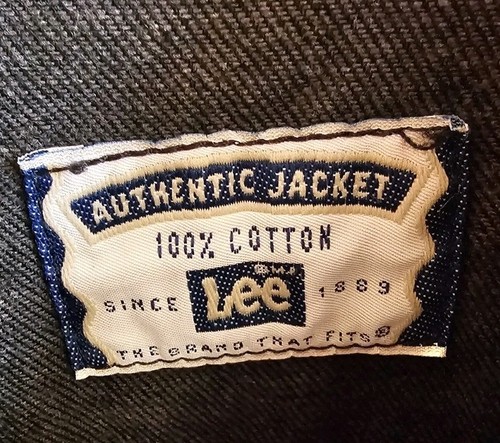 AUTHENTIC JACKET
100% COTTON
Lee
SINCE 1889
THE BRAND THAT FITS®